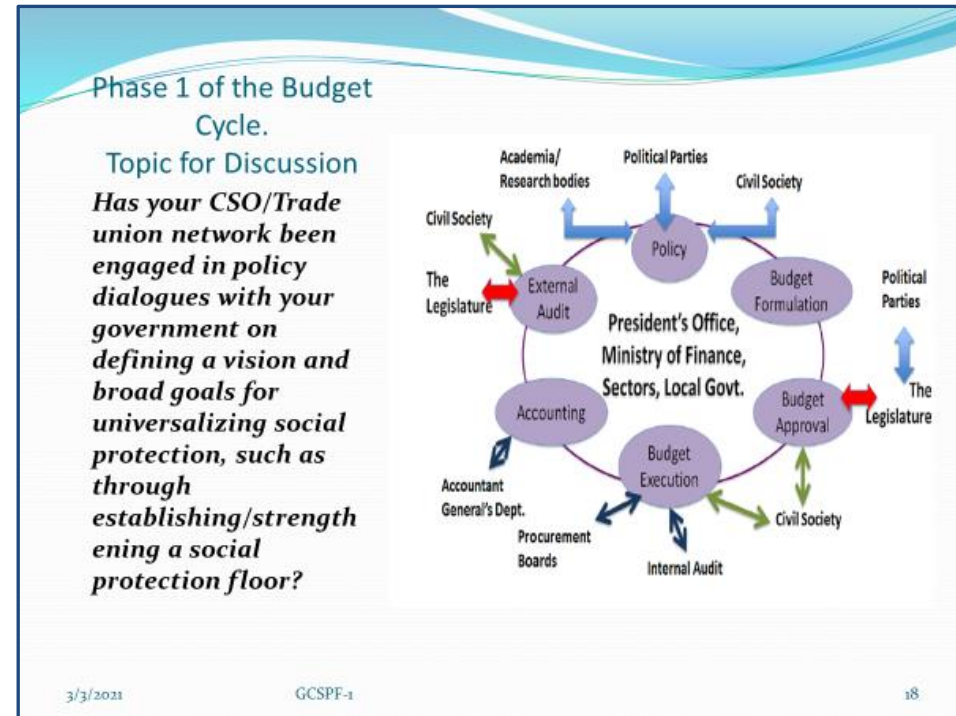 Phase 1 of the Budget
Cycle.
Topic for Discussion
Has your CSO/Trade
union network been
engaged in policy
dialogues with your
government on
defining a vision and
broad goals for
universalizing social
protection, such as
through
establishing/strength
ening a social
protection floor?
Academia/
Research bodies
Political Parties
Civil Society
Civil Society
Policy
The
Legislature
External
Audit
Budget
Formulation
Political
Parties
President's Office,
Ministry of Finance,
Sectors, Local Govt.
Accounting
Budget
Approval
The
Legislature
Budget
Execution
Accountant
General's Dept.
Procurement
Boards
Internal Audit
Civil Society
3/3/2021
GCSPF-1
18